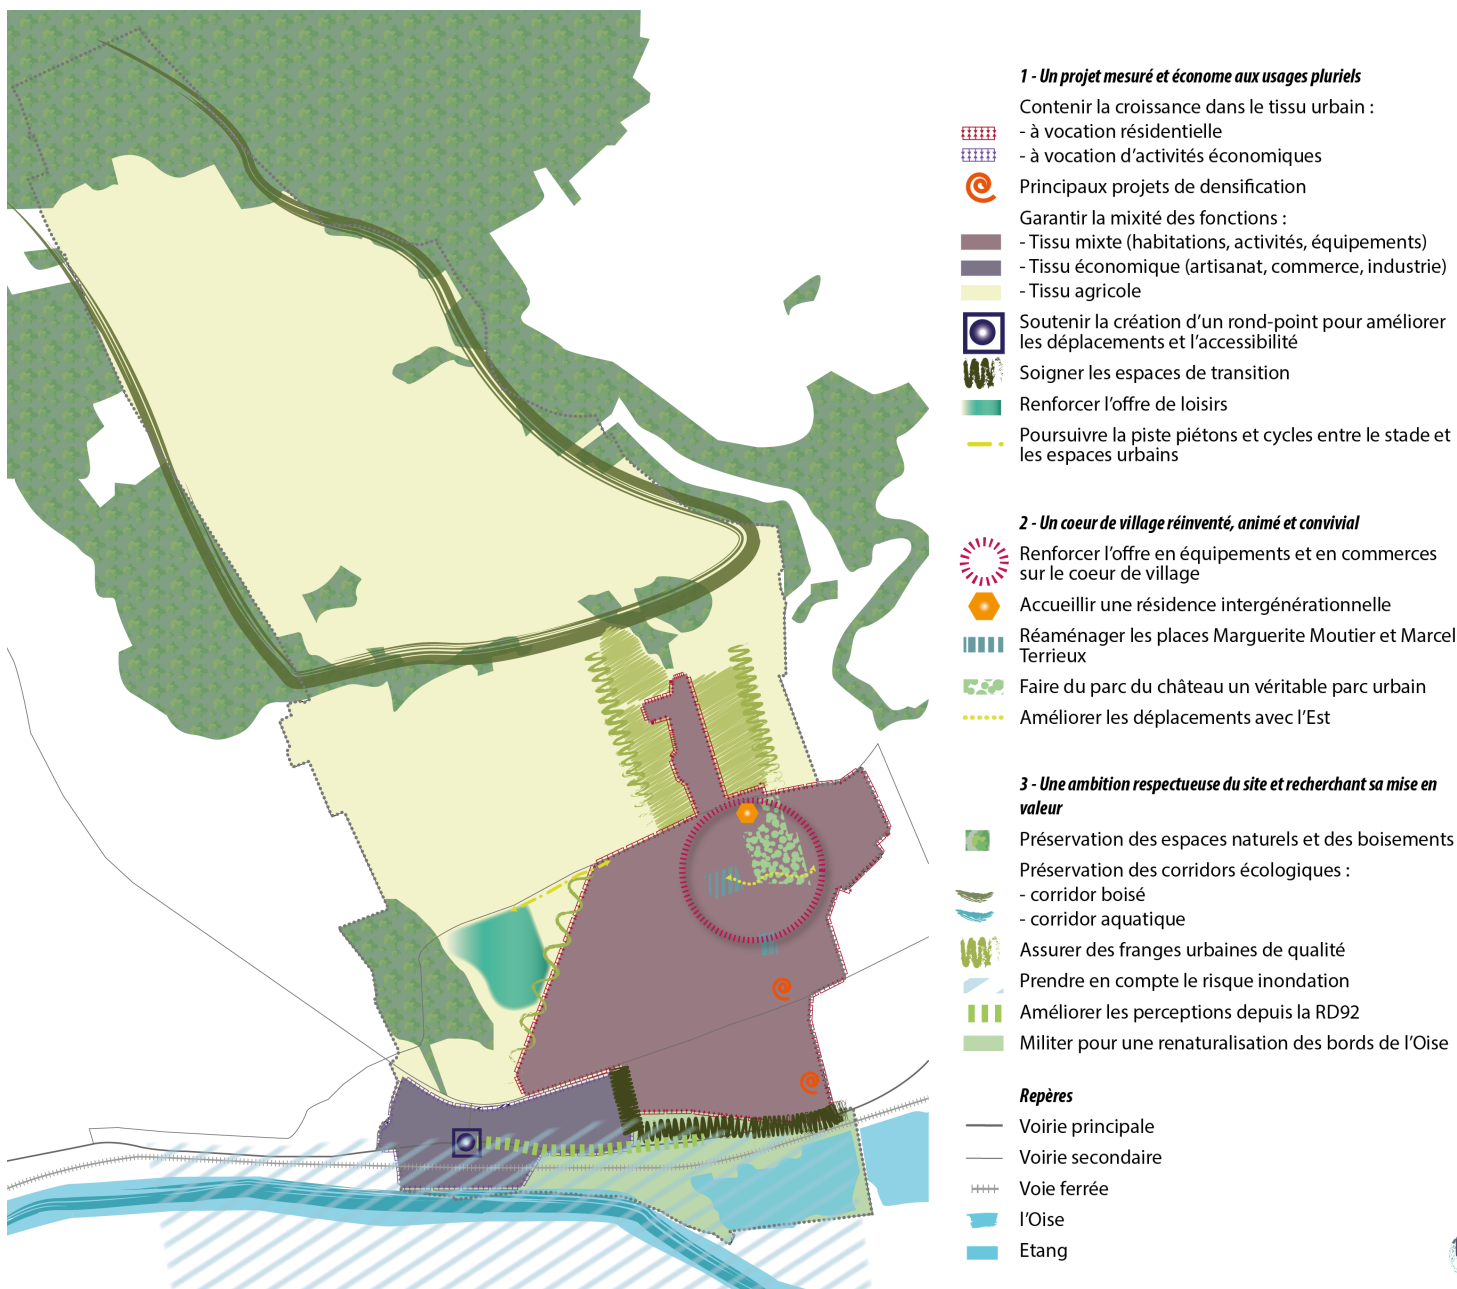 1 - Un projet mesuré et économe aux usages pluriels
Contenir la croissance dans le tissu urbain :
- à vocation résidentielle
- à vocation d'activités économiques
Principaux projets de densification
Garantir la mixité des fonctions :
- Tissu mixte (habitations, activités, équipements)
- Tissu économique (artisanat, commerce, industrie)
- Tissu agricole
Soutenir la création d'un rond-point pour améliorer
les déplacements et l'accessibilité
Soigner les espaces de transition
Renforcer l'offre de loisirs
Poursuivre la piste piétons et cycles entre le stade et
les espaces urbains
2 - Un coeur de village réinventé, animé et convivial
Renforcer l'offre en équipements et en commerces
sur le coeur de village
Accueillir une résidence intergénérationnelle
Réaménager les places Marguerite Moutier et Marcel
Terrieux
Faire du parc du château un véritable parc urbain
Améliorer les déplacements avec l'Est
3 - Une ambition respectueuse du site et recherchant sa mise en
valeur
Préservation des espaces naturels et des boisements
Préservation des corridors écologiques :
- corridor boisé
- corridor aquatique
Assurer des franges urbaines de qualité
Prendre en compte le risque inondation
Améliorer les perceptions depuis la RD92
Militer pour une renaturalisation des bords de l'Oise
Repères
Voirie principale
Voirie secondaire
Voie ferrée
l'Oise
Etang